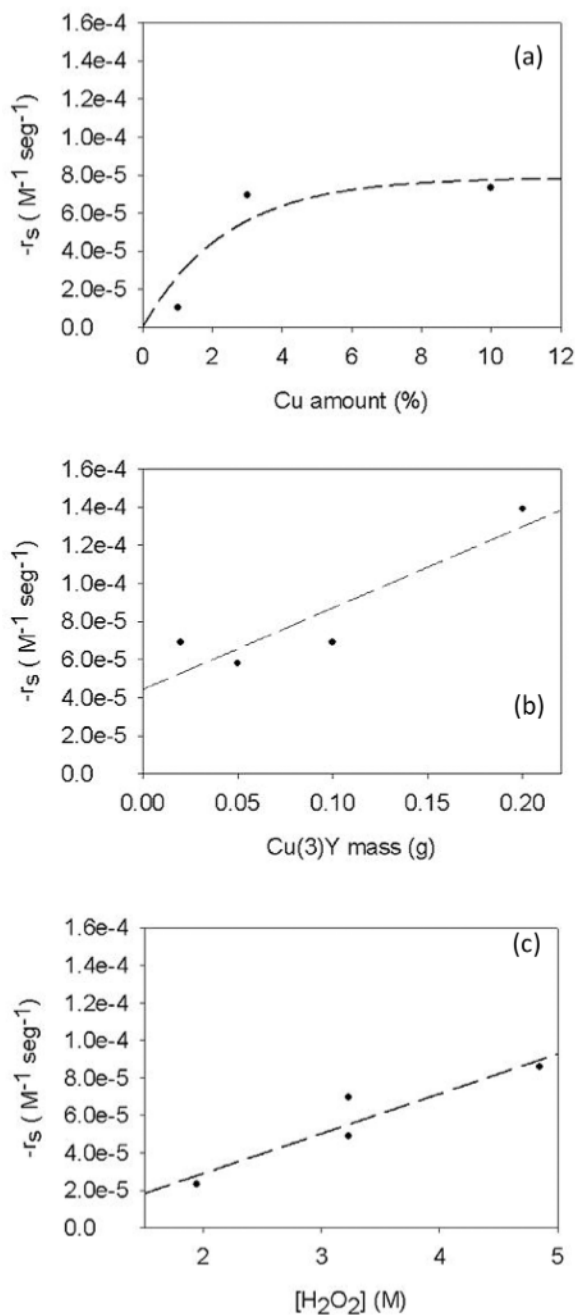 (a)
-rs ( M⁻¹ seg⁻¹)
1.6e-4
1.4e-4
1.2e-4
1.0e-4
8.0e-5
6.0e-5
4.0e-5
2.0e-5
0.0
0 2 4 6 8 10 12
Cu amount (%)
(b)
-rs ( M⁻¹ seg⁻¹)
1.6e-4
1.4e-4
1.2e-4
1.0e-4
8.0e-5
6.0e-5
4.0e-5
2.0e-5
0.0
0.00 0.05 0.10 0.15 0.20
Cu(3)Y mass (g)
(c)
-rs ( M⁻¹ seg⁻¹)
1.6e-4
1.4e-4
1.2e-4
1.0e-4
8.0e-5
6.0e-5
4.0e-5
2.0e-5
0.0
2 3 4 5
[H₂O₂] (M)